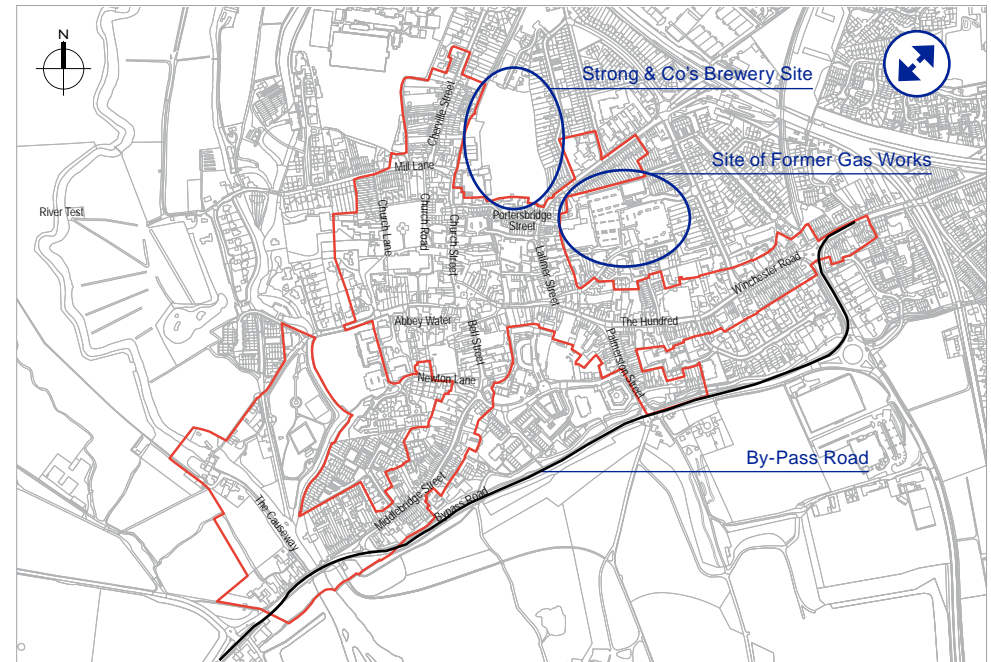 N
Strong & Co's Brewery Site
Cherville Street
Site of Former Gas Works
Mill Lane
River Test
Church Lane
Church Road
Church Street
Portersbridge
Street
Latimer Street
Winchester Road
Abbey Water
Bell Street
The Hundred
Palmerston Street
Newton Lane
By-Pass Road
Middlebridge Street
Bypass Road
The Causeway